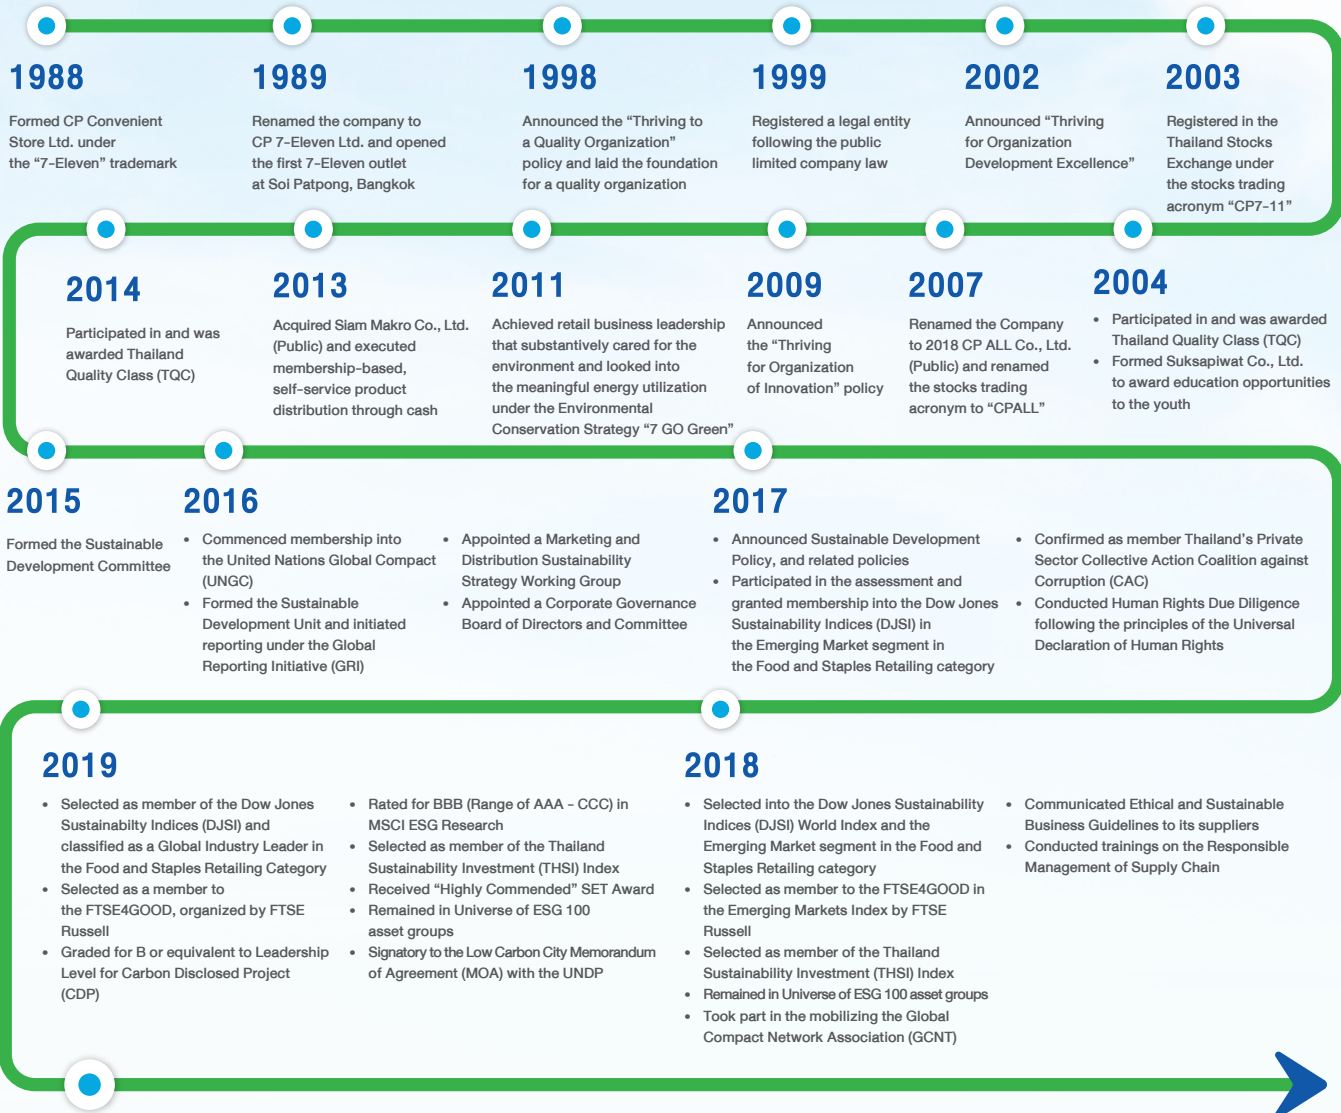 1988
Formed CP Convenient
Store Ltd. under
the “7-Eleven” trademark
1989
Renamed the company to
CP 7-Eleven Ltd. and opened
the first 7-Eleven outlet
at Soi Patpong, Bangkok
1998
Announced the “Thriving to
a Quality Organization”
policy and laid the foundation
for a quality organization
1999
Registered a legal entity
following the public
limited company law
2002
Announced “Thriving
for Organization
Development Excellence”
2003
Registered in the
Thailand Stocks
Exchange under
the stocks trading
acronym “CP7-11”
2004
• Participated in and was awarded
Thailand Quality Class (TQC)
• Formed Suksapiwat Co., Ltd.
to award education opportunities
to the youth
2007
Renamed the Company
to 2018 CP ALL Co., Ltd.
(Public) and renamed
the stocks trading
acronym to “CPALL”
2009
Announced
the “Thriving
for Organization
of Innovation” policy
2011
Achieved retail business leadership
that substantively cared for the
environment and looked into
the meaningful energy utilization
under the Environmental
Conservation Strategy “7 GO Green”
2013
Acquired Siam Makro Co., Ltd.
(Public) and executed
membership-based,
self-service product
distribution through cash
2014
Participated in and was
awarded Thailand
Quality Class (TQC)
2015
Formed the Sustainable
Development Committee
2016
• Commenced membership into
the United Nations Global Compact
(UNGC)
• Formed the Sustainable
Development Unit and initiated
reporting under the Global
Reporting Initiative (GRI)
• Appointed a Marketing and
Distribution Sustainability
Strategy Working Group
• Appointed a Corporate Governance
Board of Directors and Committee
2017
• Announced Sustainable Development
Policy, and related policies
• Participated in the assessment and
granted membership into the Dow Jones
Sustainability Indices (DJSI) in
the Emerging Market segment in
the Food and Staples Retailing category
• Confirmed as member Thailand’s Private
Sector Collective Action Coalition against
Corruption (CAC)
• Conducted Human Rights Due Diligence
following the principles of the Universal
Declaration of Human Rights
2018
• Selected into the Dow Jones Sustainability
Indices (DJSI) World Index and the
Emerging Market segment in the Food and
Staples Retailing category
• Selected as member to the FTSE4GOOD in
the Emerging Markets Index by FTSE
Russell
• Selected as member of the Thailand
Sustainability Investment (THSI) Index
• Remained in Universe of ESG 100 asset groups
• Took part in the mobilizing the Global
Compact Network Association (GCNT)
• Communicated Ethical and Sustainable
Business Guidelines to its suppliers
• Conducted trainings on the Responsible
Management of Supply Chain
2019
• Selected as member of the Dow Jones
Sustainabilty Indices (DJSI) and
classified as a Global Industry Leader in
the Food and Staples Retailing Category
• Selected as a member to
the FTSE4GOOD, organized by FTSE
Russell
• Graded for B or equivalent to Leadership
Level for Carbon Disclosed Project
(CDP)
• Rated for BBB (Range of AAA - CCC) in
MSCI ESG Research
• Selected as member of the Thailand
Sustainability Investment (THSI) Index
• Received “Highly Commended” SET Award
• Remained in Universe of ESG 100
asset groups
• Signatory to the Low Carbon City Memorandum
of Agreement (MOA) with the UNDP